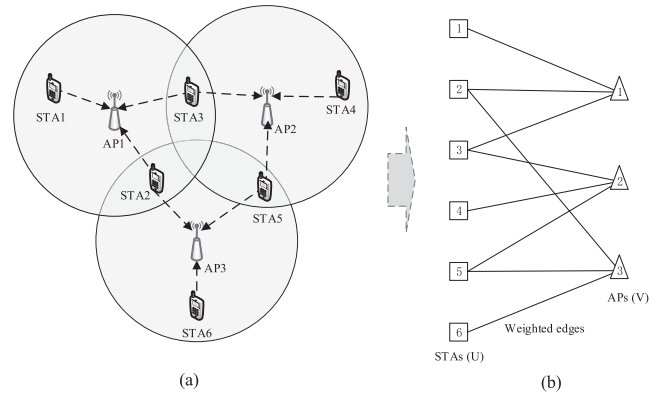 STA1
AP1
STA3
AP2
STA4
STA2
STA5
AP3
STA6
(a)
1
2
3
4
5
6
1
2
3
APs (V)
Weighted edges
STAs (U)
(b)